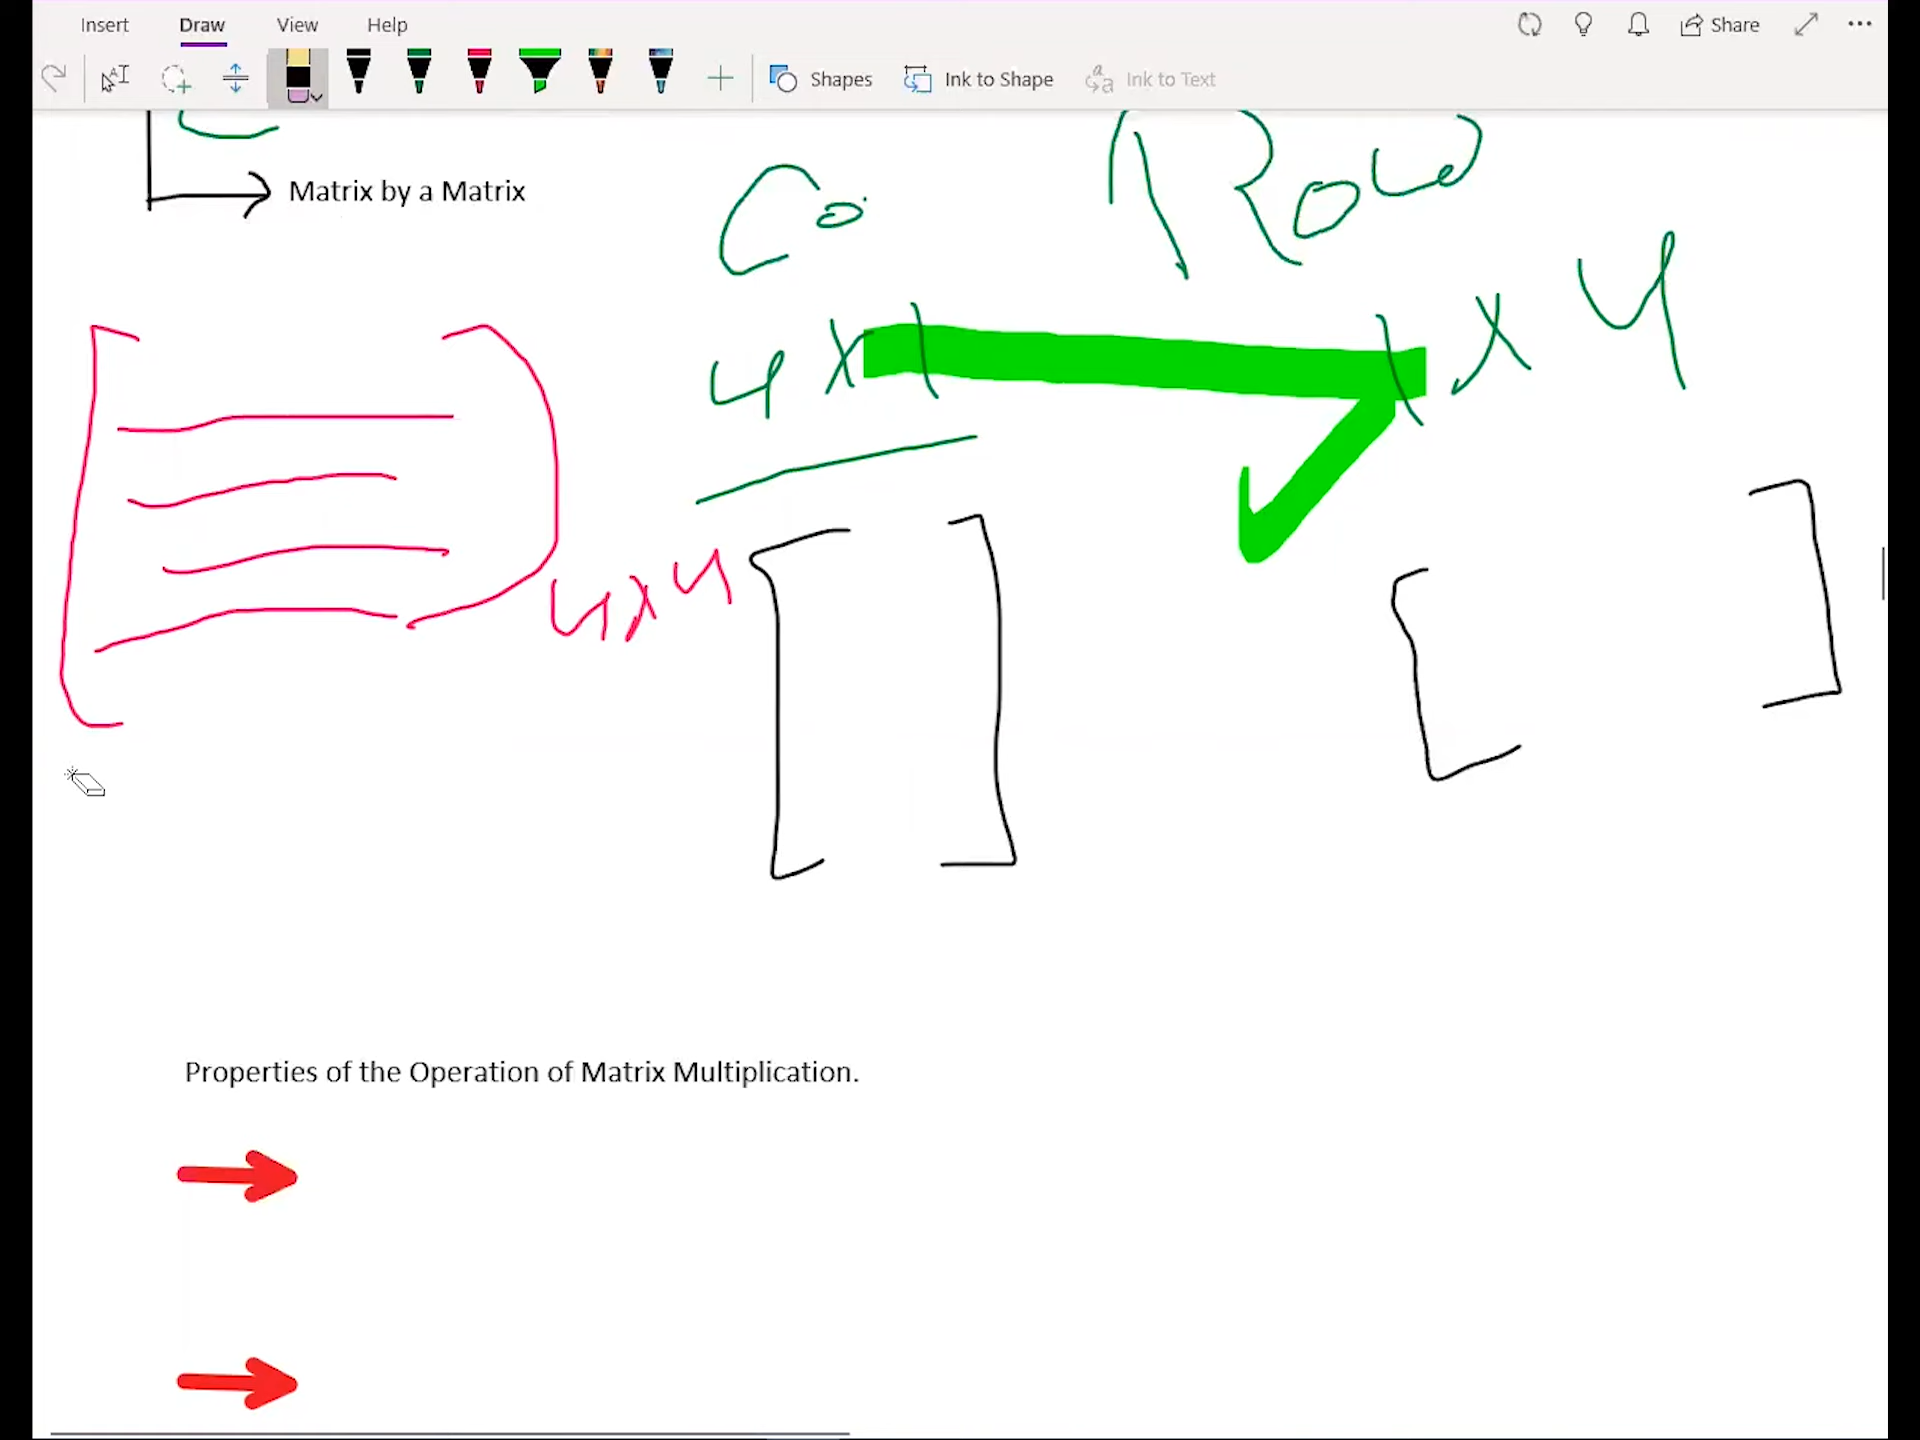 Insert Draw View Help Share
Shapes Ink to Shape Ink to Text
Row
Matrix by a Matrix
Co
4 x 1 1 x 4
4x4
Properties of the Operation of Matrix Multiplication.